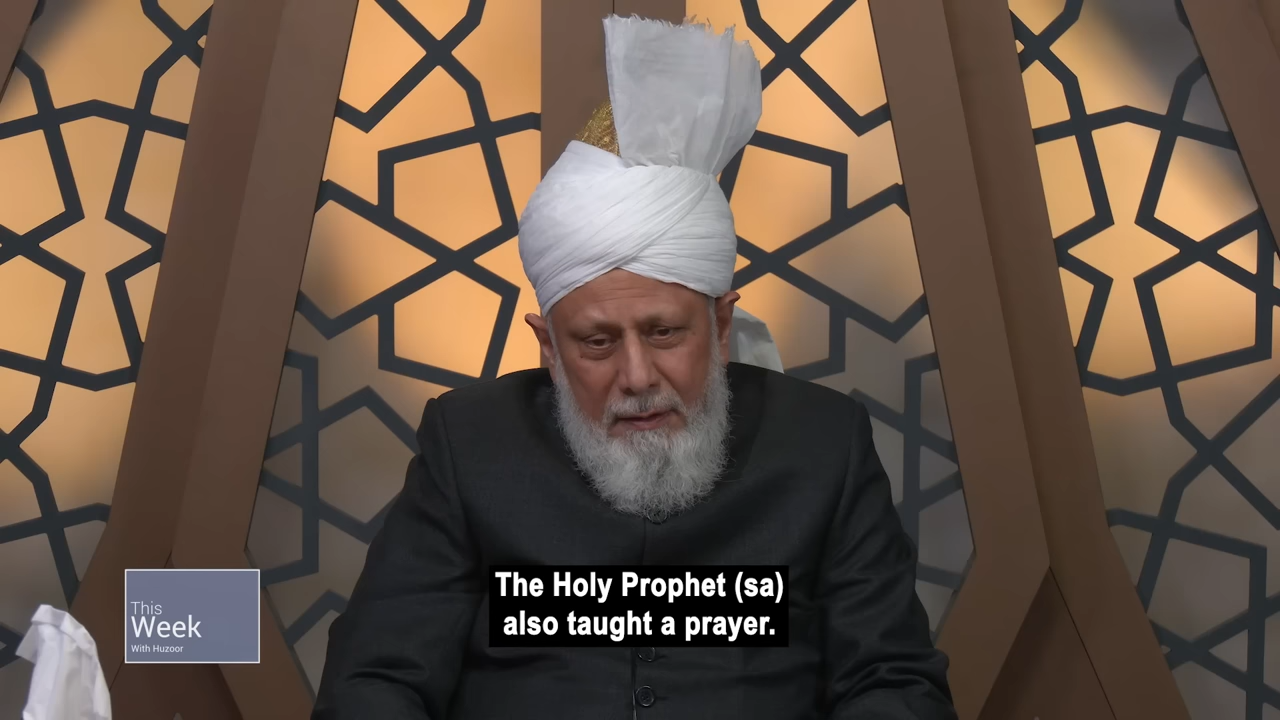 The Holy Prophet (sa)
also taught a prayer.
This
Week
With Huzoor